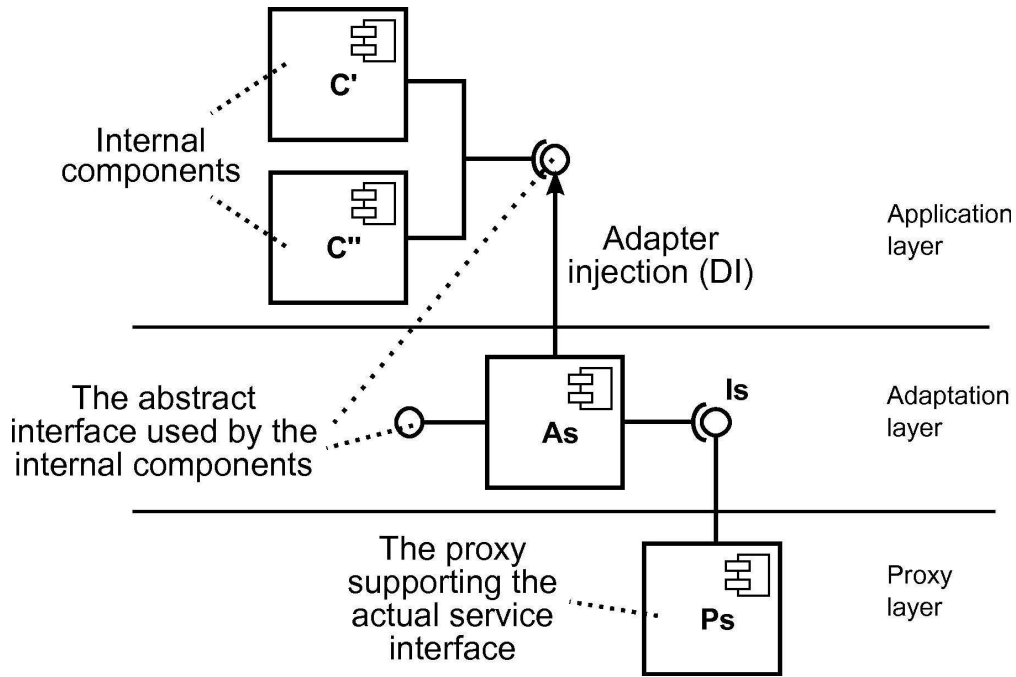 C'
Internal
components
C''
Application
layer
Adapter
injection (DI)
The abstract
interface used by the
internal components
As
Is
Adaptation
layer
The proxy
supporting the
actual service
interface
Ps
Proxy
layer